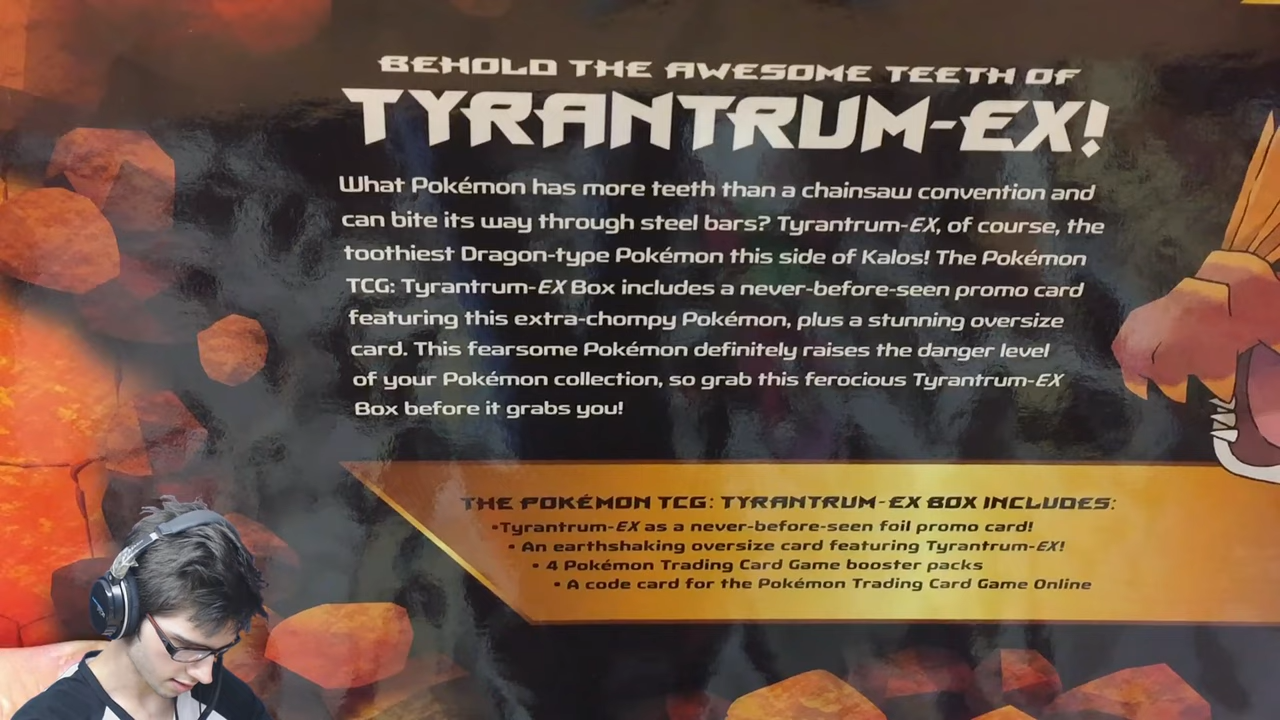 BEHOLD THE AWESOME TEETH OF
TYRANTRUM-EX!
What Pokémon has more teeth than a chainsaw convention and
can bite its way through steel bars? Tyrantrum-EX, of course, the
toothiest Dragon-type Pokémon this side of Kalos! The Pokémon
TCG: Tyrantrum-EX Box includes a never-before-seen promo card
featuring this extra-chompy Pokémon, plus a stunning oversize
card. This fearsome Pokémon definitely raises the danger level
of your Pokémon collection, so grab this ferocious Tyrantrum-EX
Box before it grabs you!
THE POKÉMON TCG: TYRANTRUM-EX BOX INCLUDES:
•Tyrantrum-EX as a never-before-seen foil promo card!
• An earthshaking oversize card featuring Tyrantrum-EX!
• 4 Pokémon Trading Card Game booster packs
• A code card for the Pokémon Trading Card Game Online